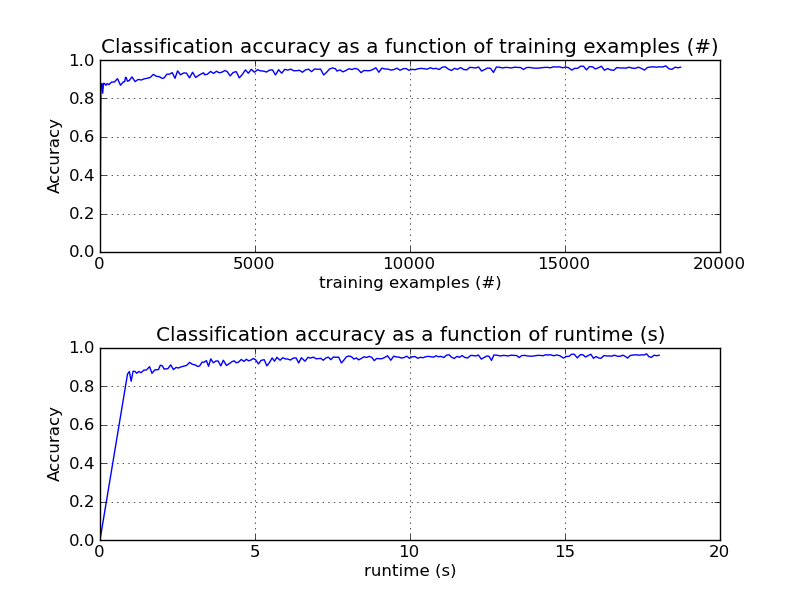 Classification accuracy as a function of training examples (#)
1.0
0.8
0.6
0.4
0.2
0.0
Accuracy
0 5000 10000 15000 20000
training examples (#)
Classification accuracy as a function of runtime (s)
1.0
0.8
0.6
0.4
0.2
0.0
Accuracy
0 5 10 15 20
runtime (s)